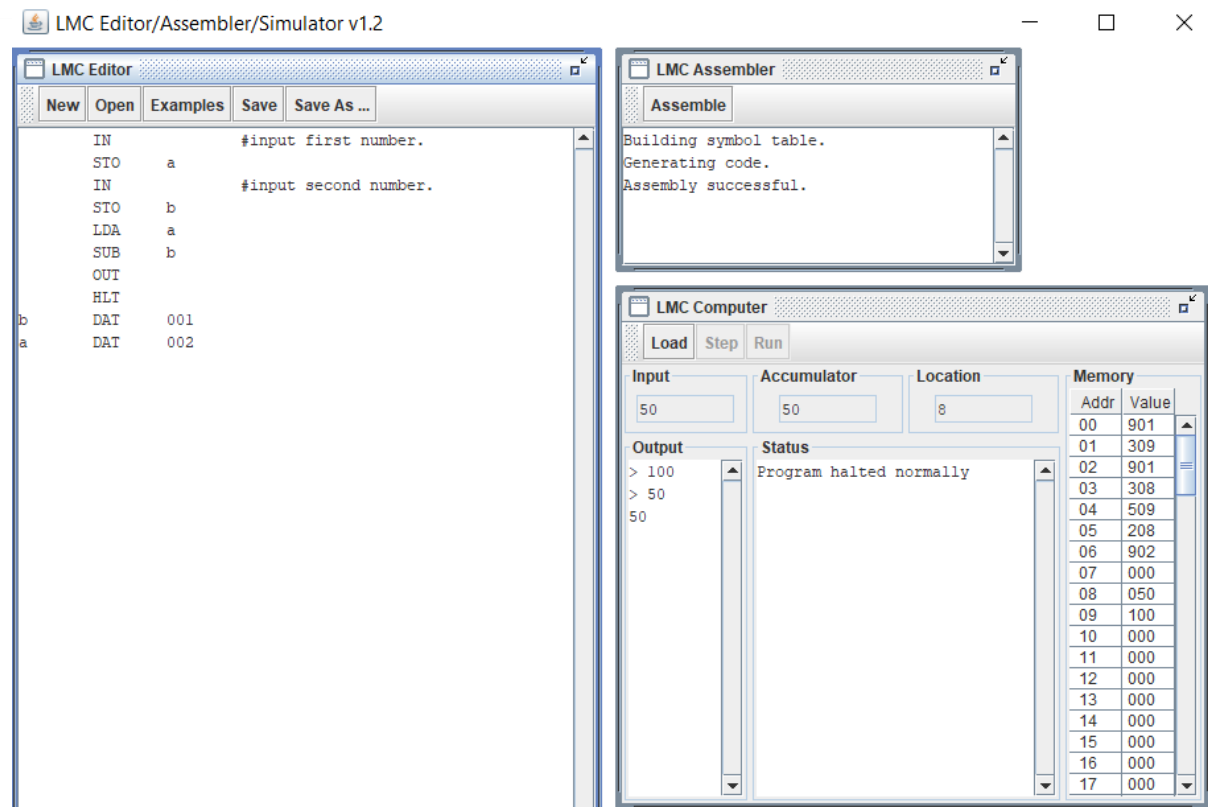 LMC Editor/Assembler/Simulator v1.2
LMC Editor
New Open Examples Save Save As ...
IN #input first number.
STO a
IN #input second number.
STO b
LDA a
SUB b
OUT
HLT
b DAT 001
a DAT 002
LMC Assembler
Assemble
Building symbol table.
Generating code.
Assembly successful.
LMC Computer
Load Step Run
Input Accumulator Location
50 50 8
Output Status
> 100 Program halted normally
> 50
50
Memory
Addr Value
00 901
01 309
02 901
03 308
04 509
05 208
06 902
07 000
08 050
09 100
10 000
11 000
12 000
13 000
14 000
15 000
16 000
17 000